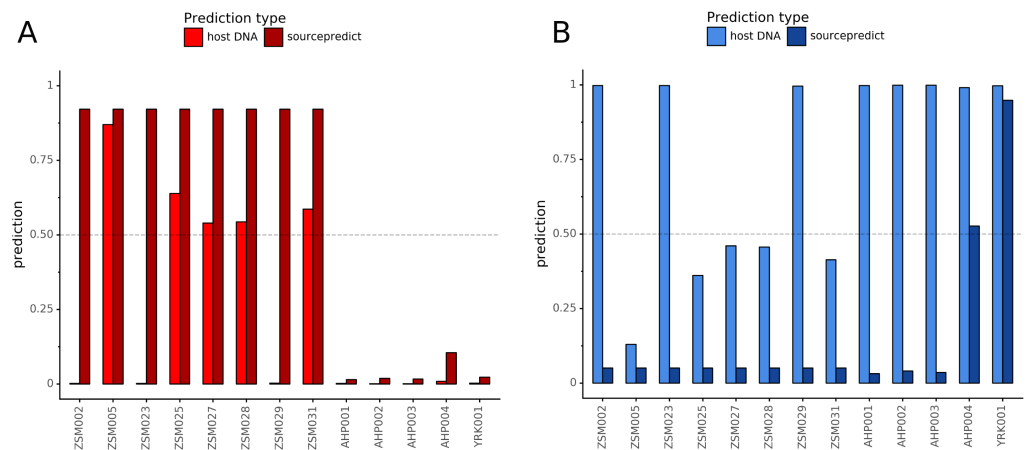 A
Prediction type
host DNA sourcepredict
prediction
1
0.75
0.50
0.25
0
ZSM002 ZSM005 ZSM023 ZSM025 ZSM027 ZSM028 ZSM029 ZSM031 AHP001 AHP002 AHP003 AHP004 YRK001
B
Prediction type
host DNA sourcepredict
prediction
1
0.75
0.50
0.25
0
ZSM002 ZSM005 ZSM023 ZSM025 ZSM027 ZSM028 ZSM029 ZSM031 AHP001 AHP002 AHP003 AHP004 YRK001